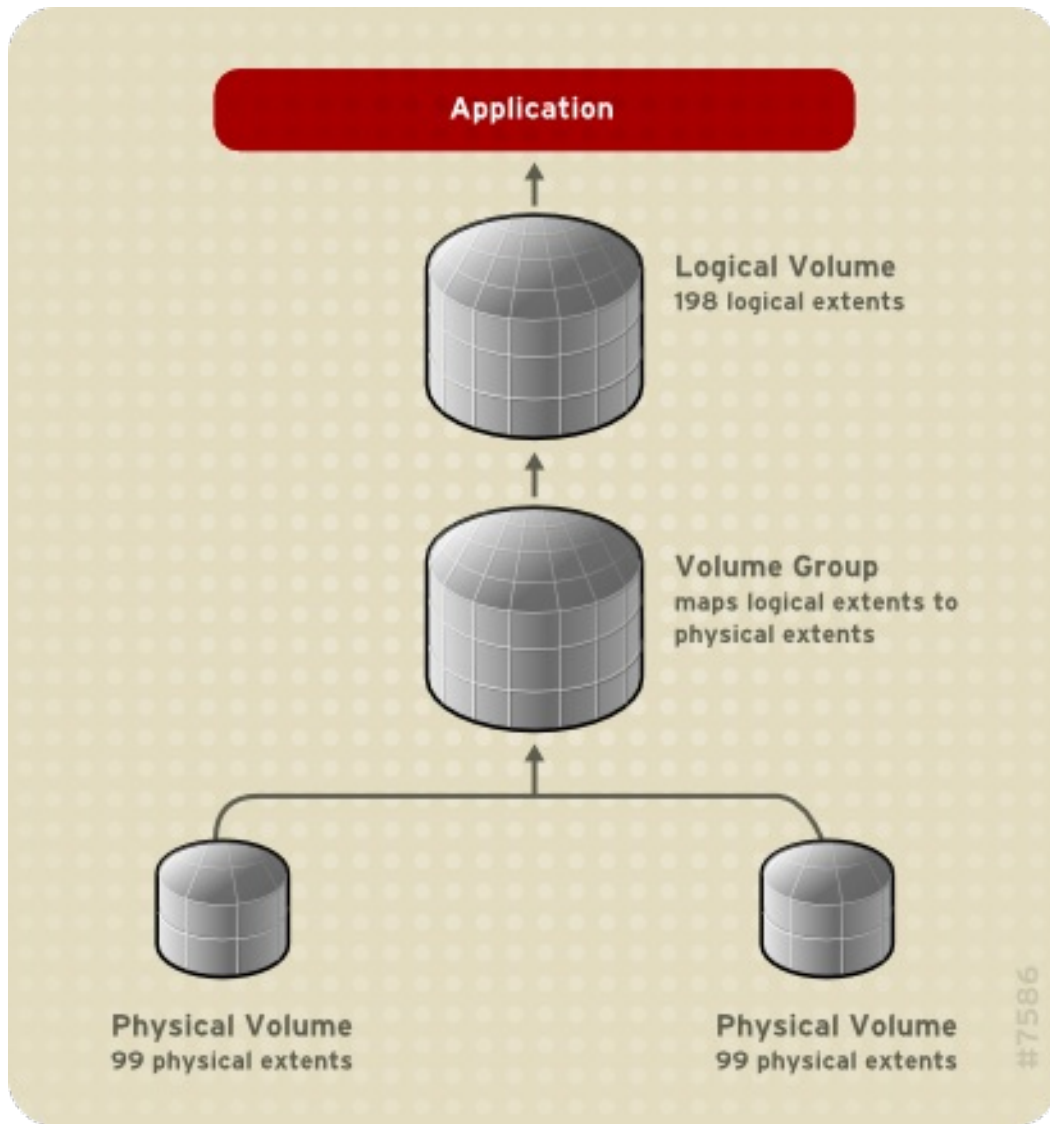 Application
Logical Volume
198 logical extents
Volume Group
maps logical extents to
physical extents
Physical Volume
99 physical extents
Physical Volume
99 physical extents
#7586